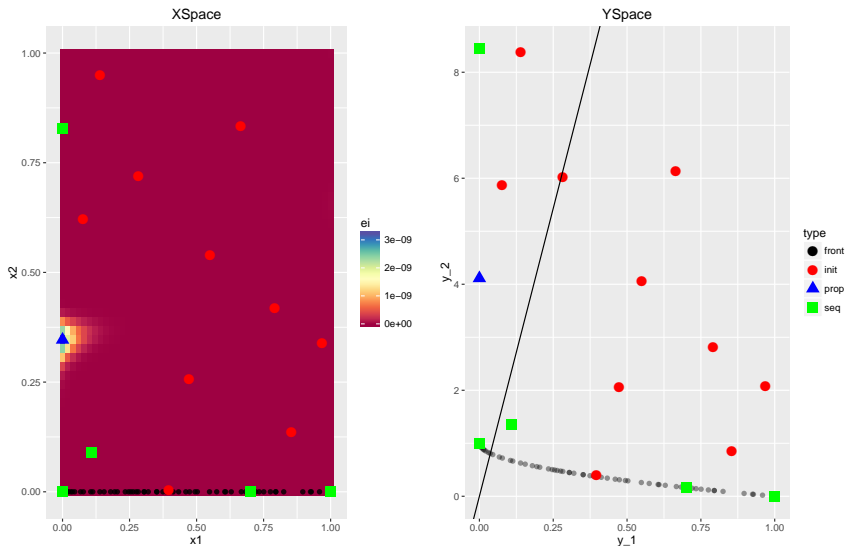 XSpace
1.00
0.75
0.50
0.25
0.00
x2
0.00
0.25
0.50
0.75
1.00
x1
ei
3e−09
2e−09
1e−09
0e+00
YSpace
8
6
4
2
0
y_2
0.00
0.25
0.50
0.75
1.00
y_1
type
front
init
prop
seq